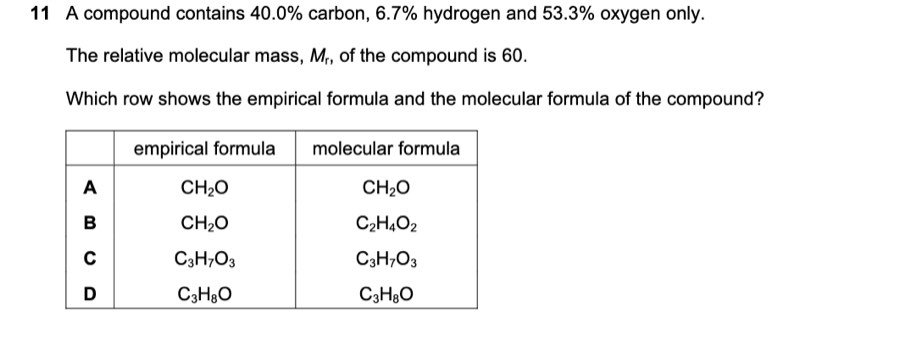 11 A compound contains 40.0% carbon, 6.7% hydrogen and 53.3% oxygen only.
The relative molecular mass, Mᵣ, of the compound is 60.
Which row shows the empirical formula and the molecular formula of the compound?
empirical formula molecular formula
A CH₂O CH₂O
B CH₂O C₂H₄O₂
C C₃H₇O₃ C₃H₇O₃
D C₃H₈O C₃H₈O